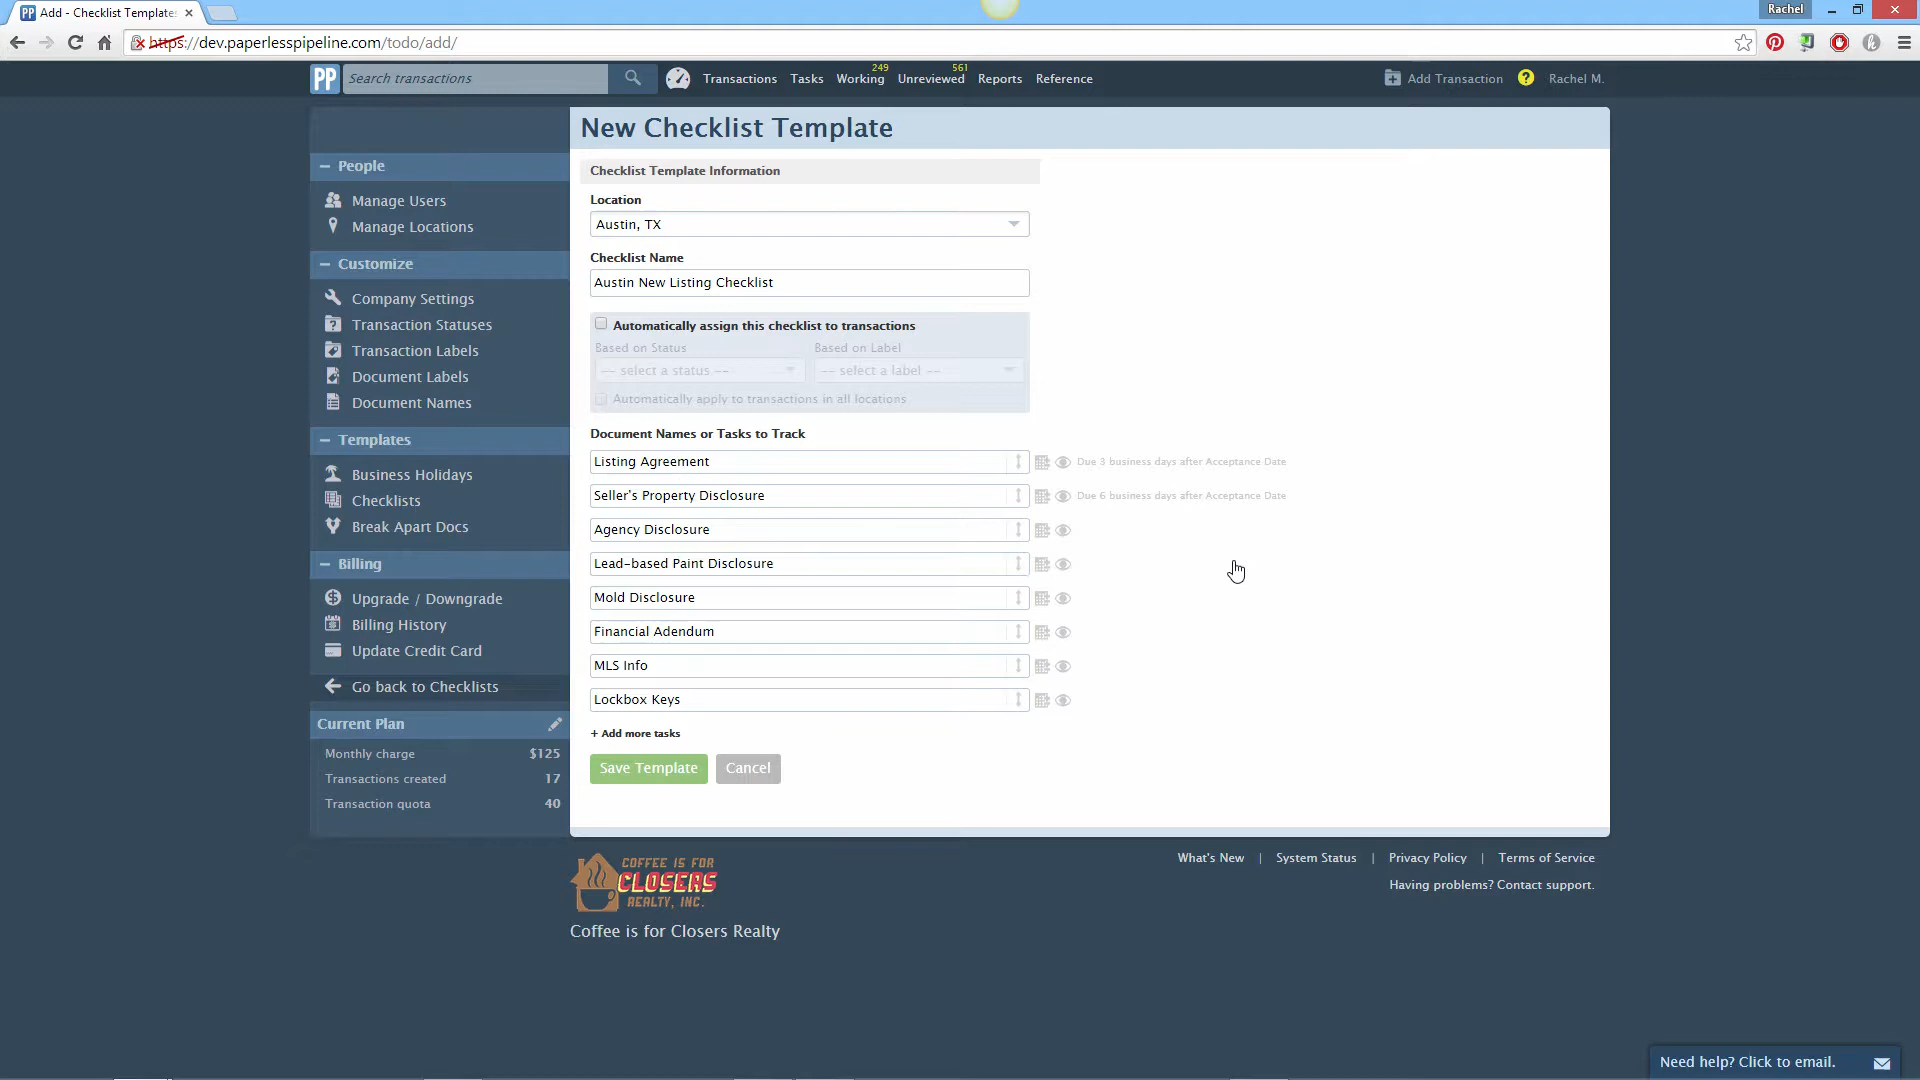 PP Add - Checklist Template
Rachel
https://dev.paperlesspipeline.com/todo/add/
249
561
PP Search transactions Transactions Tasks Working Unreviewed Reports Reference Add Transaction ? Rachel M.
New Checklist Template
Checklist Template Information
Location
Austin, TX
Checklist Name
Austin New Listing Checklist
Automatically assign this checklist to transactions
Based on Status Based on Label
-- select a status -- -- select a label --
Automatically apply to transactions in all locations
Document Names or Tasks to Track
Listing Agreement Due 3 business days after Acceptance Date
Seller's Property Disclosure Due 6 business days after Acceptance Date
Agency Disclosure
Lead-based Paint Disclosure
Mold Disclosure
Financial Adendum
MLS Info
Lockbox Keys
+ Add more tasks
Save Template Cancel
People
Manage Users
Manage Locations
Customize
Company Settings
Transaction Statuses
Transaction Labels
Document Labels
Document Names
Templates
Business Holidays
Checklists
Break Apart Docs
Billing
Upgrade / Downgrade
Billing History
Update Credit Card
Go back to Checklists
Current Plan
Monthly charge $125
Transactions created 17
Transaction quota 40
COFFEE IS FOR
CLOSERS
REALTY, INC.
Coffee is for Closers Realty
What's New | System Status | Privacy Policy | Terms of Service
Having problems? Contact support.
Need help? Click to email.